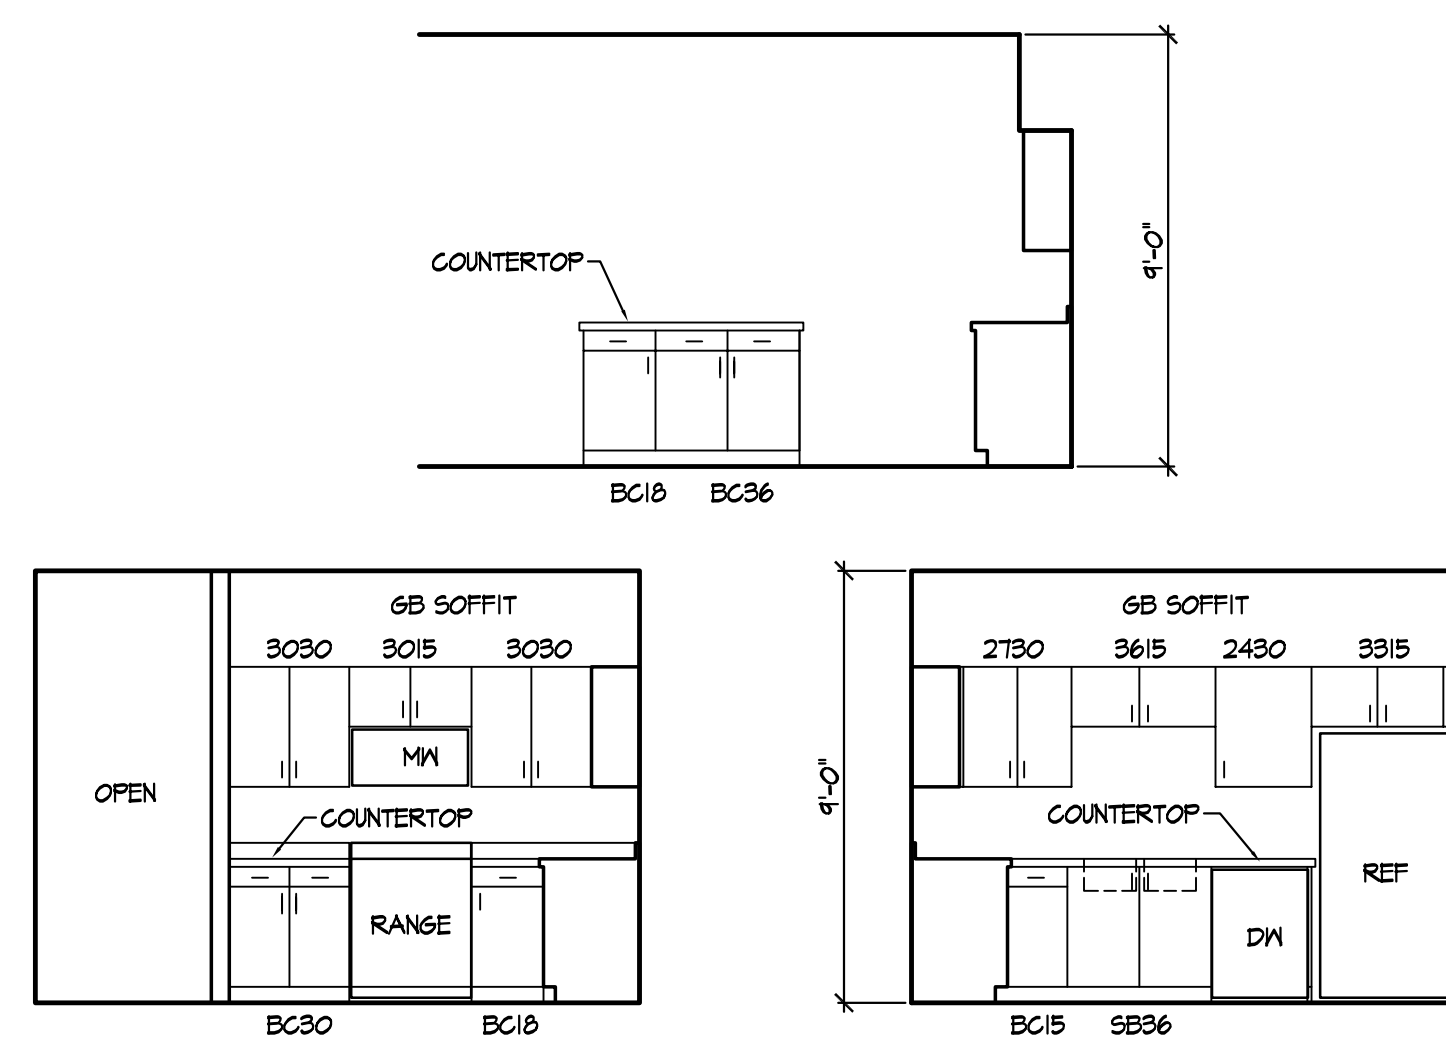 COUNTERTOP
9'-0"
BC18 BC36
GB SOFFIT
3030 3015 3030
MW
OPEN
COUNTERTOP
RANGE
BC30 BC18
9'-0"
GB SOFFIT
2730 3615 2430 3315
COUNTERTOP
REF
DW
BC15 SB36